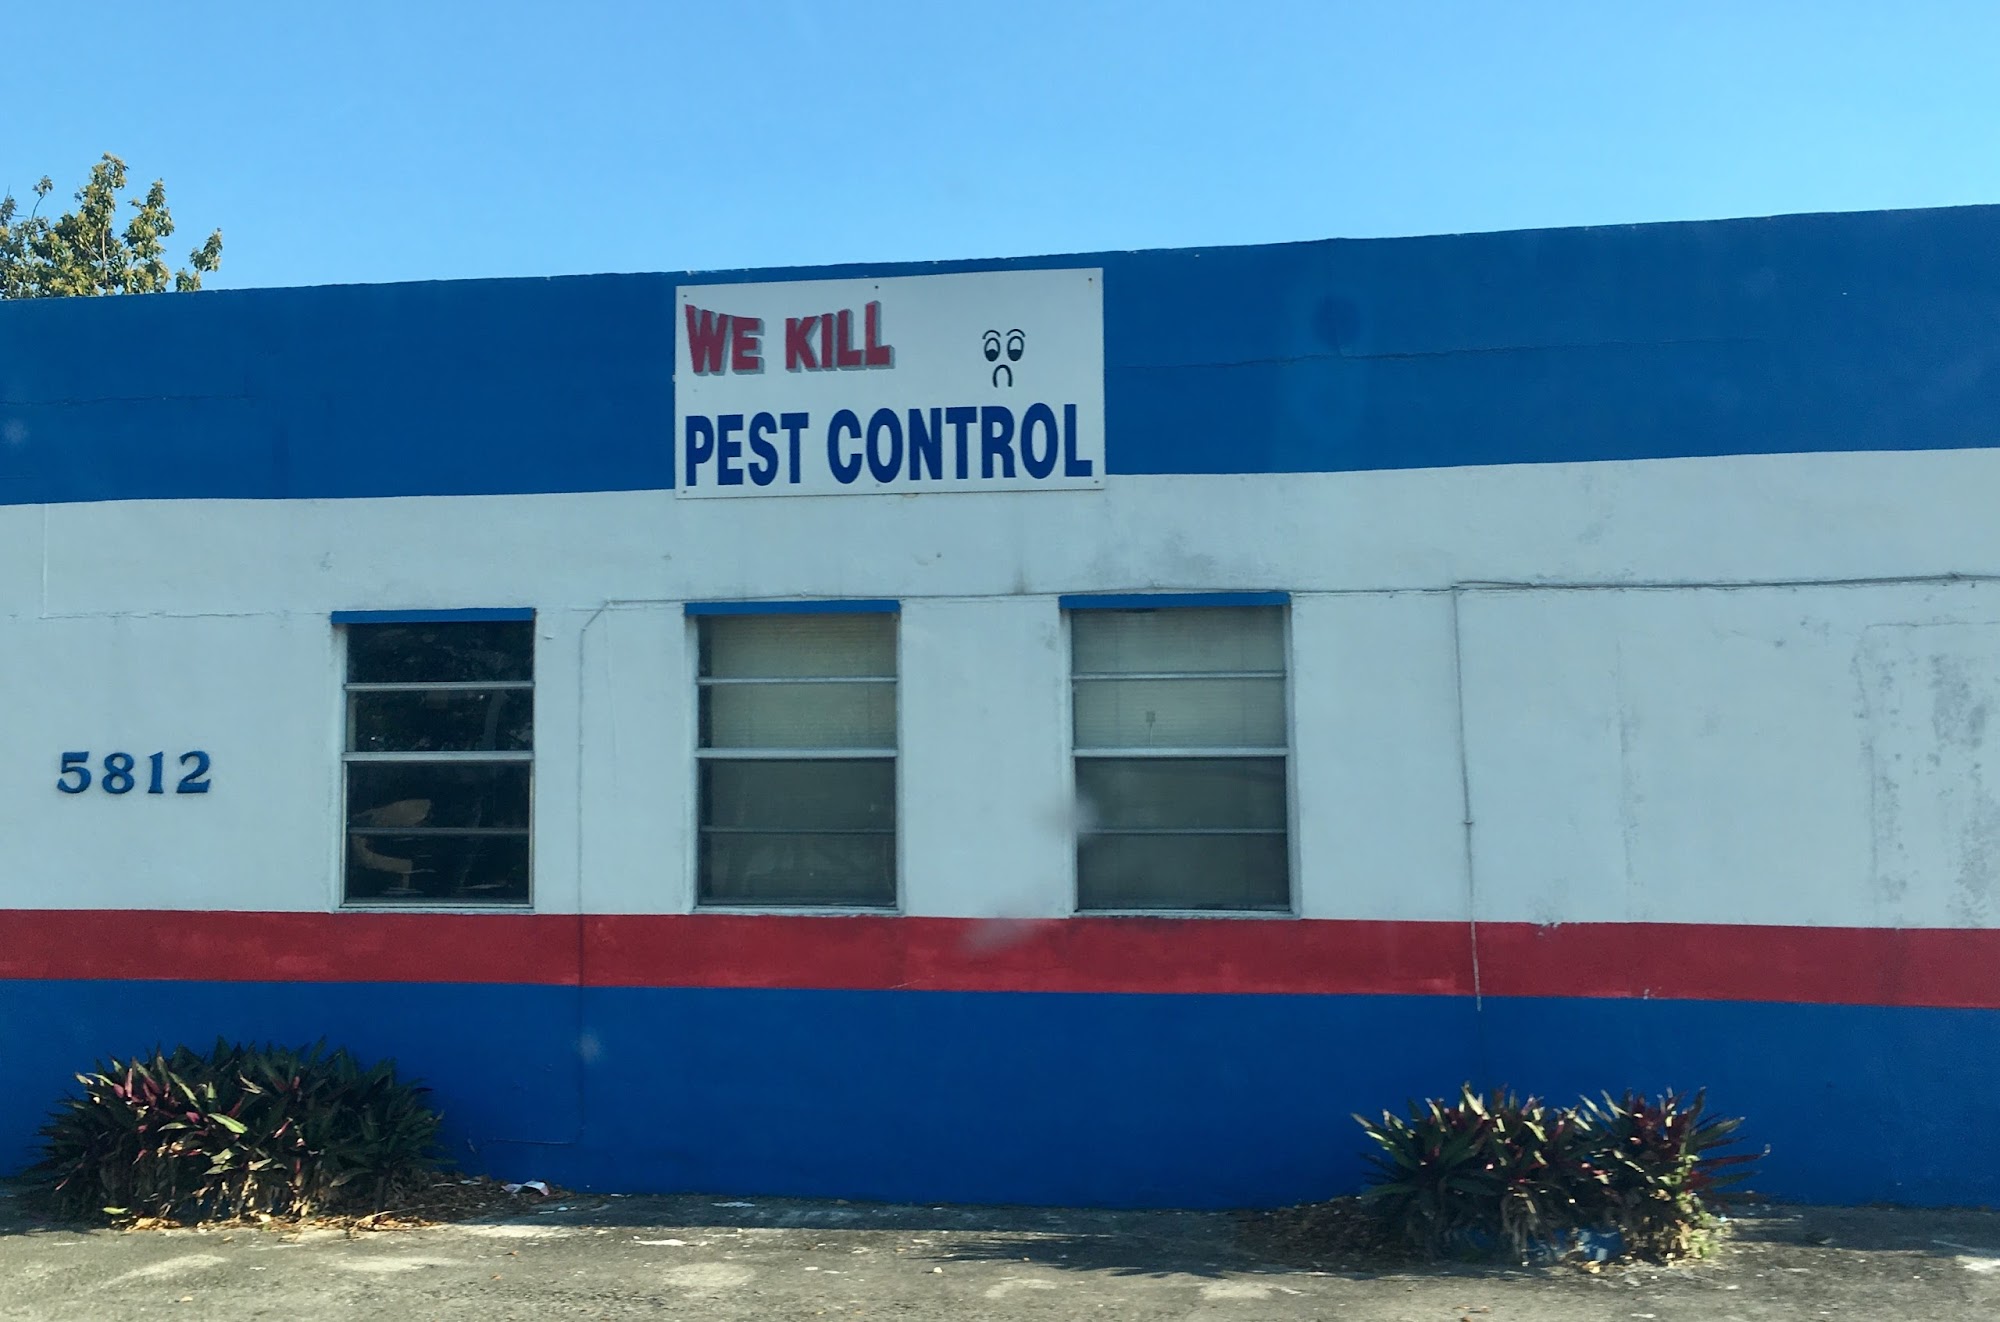 WE KILL
PEST CONTROL
5812